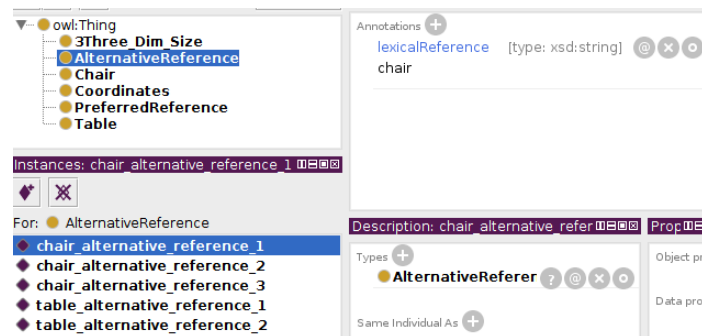 owl:Thing
3Three_Dim_Size
AlternativeReference
Chair
Coordinates
PreferredReference
Table
Instances: chair_alternative_reference_1
For: AlternativeReference
chair_alternative_reference_1
chair_alternative_reference_2
chair_alternative_reference_3
table_alternative_reference_1
table_alternative_reference_2
Annotations
lexicalReference [type: xsd:string]
chair
Description: chair_alternative_refer
Types
AlternativeReferer
Same Individual As
Prop
Object pr
Data pro